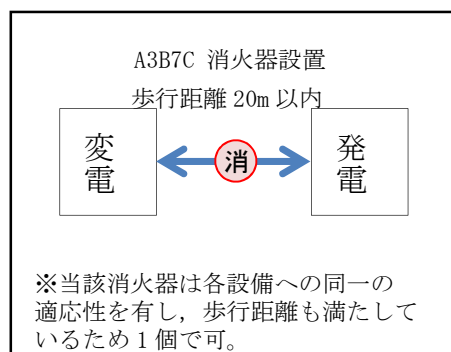 A3B7C 消火器設置
歩行距離 20m 以内
変電
消
発電
※当該消火器は各設備への同一の
適応性を有し，歩行距離も満たして
いるため 1 個で可。